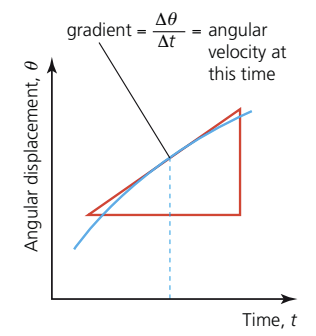 gradient = Δθ/Δt = angular
velocity at
this time
Angular displacement, θ
Time, t